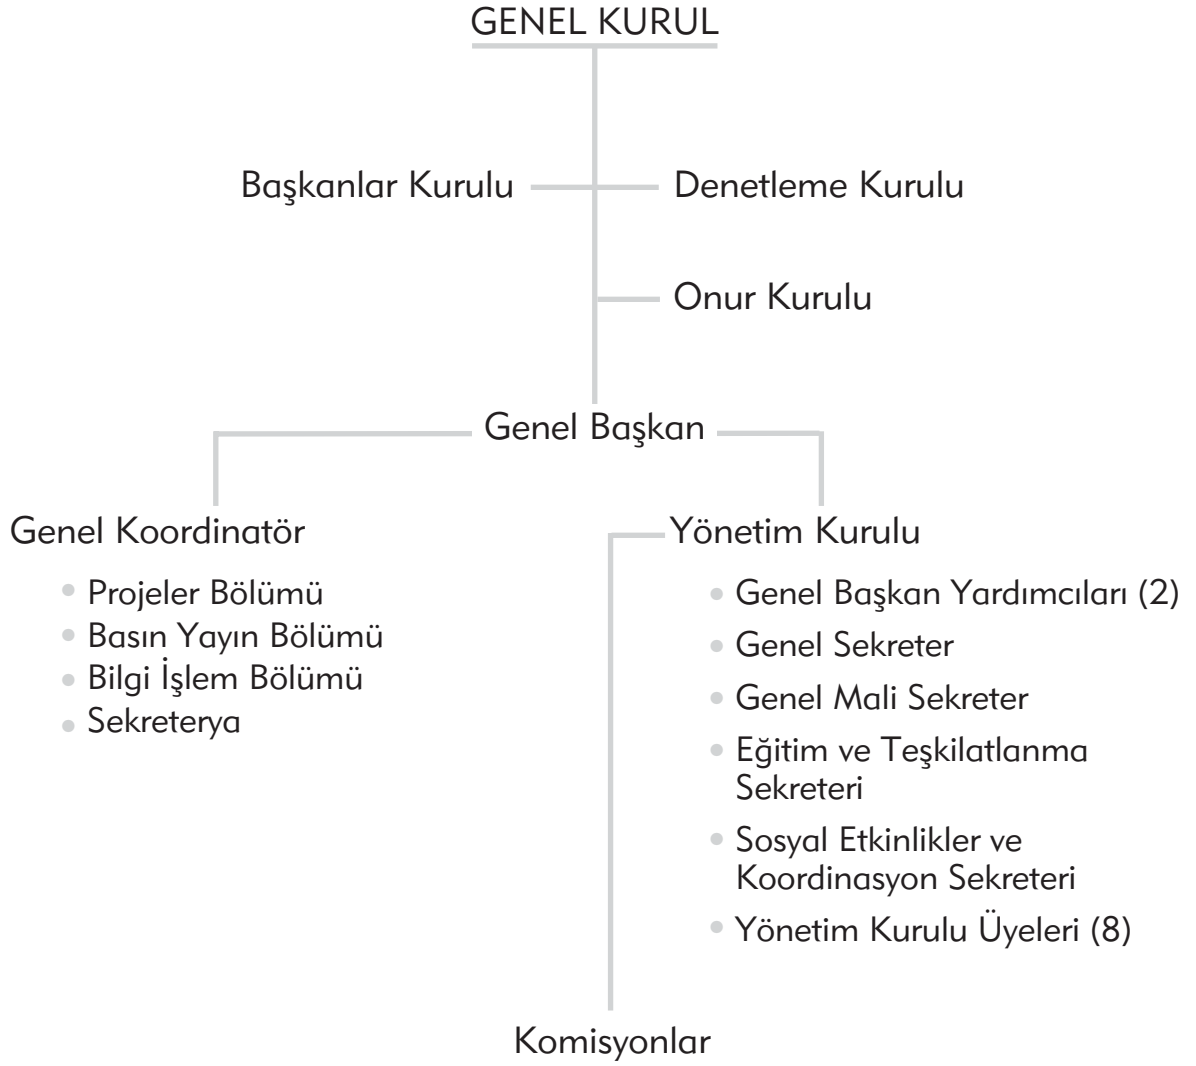 GENEL KURUL
Başkanlar Kurulu
Denetleme Kurulu
Onur Kurulu
Genel Başkan
Genel Koordinatör
Projeler Bölümü
Basın Yayın Bölümü
Bilgi İşlem Bölümü
Sekreterya
Yönetim Kurulu
Genel Başkan Yardımcıları (2)
Genel Sekreter
Genel Mali Sekreter
Eğitim ve Teşkilatlanma
Sekreteri
Sosyal Etkinlikler ve
Koordinasyon Sekreteri
Yönetim Kurulu Üyeleri (8)
Komisyonlar